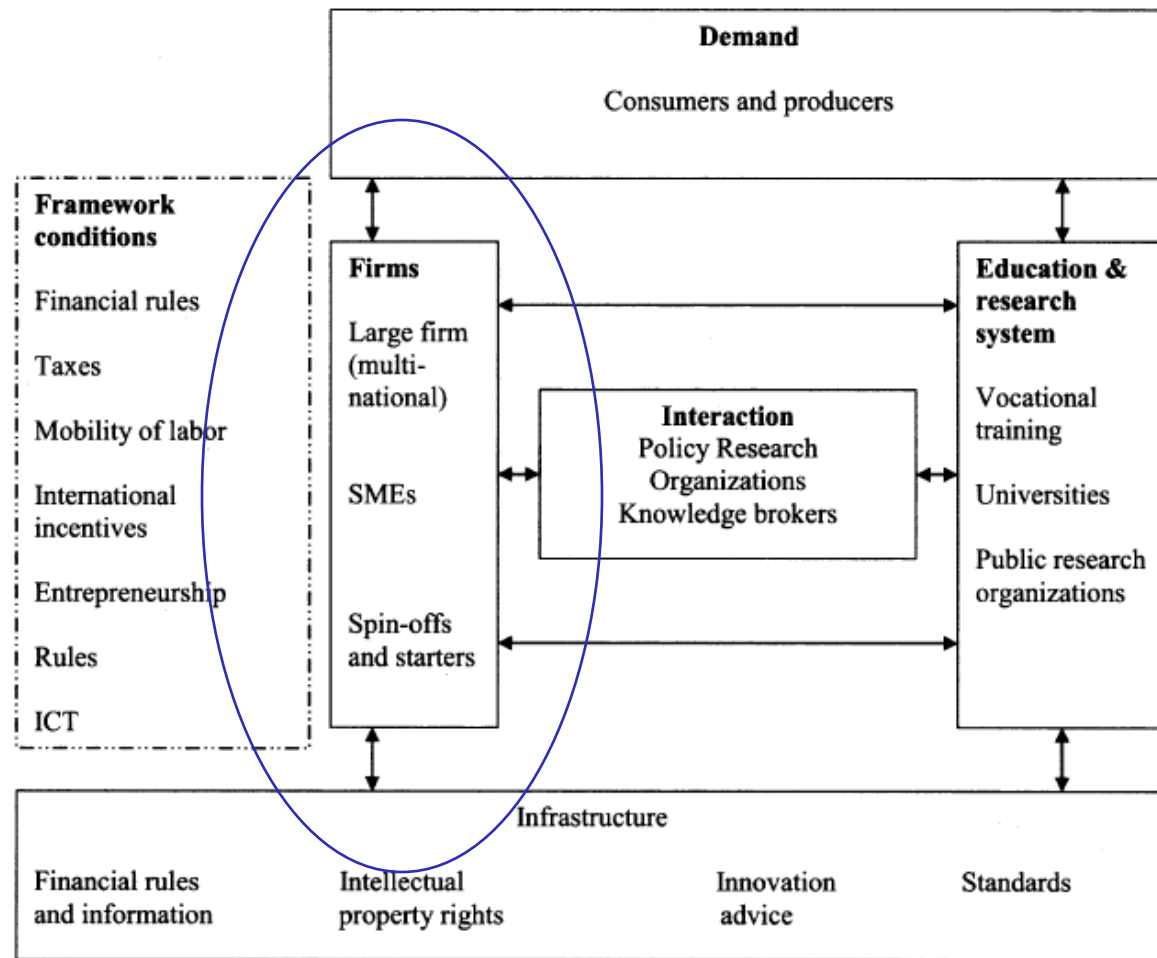 Demand
Consumers and producers
Framework
conditions
Financial rules
Taxes
Mobility of labor
International
incentives
Entrepreneurship
Rules
ICT
Firms
Large firm
(multi-
national)
SMEs
Spin-offs
and starters
Interaction
Policy Research
Organizations
Knowledge brokers
Education &
research
system
Vocational
training
Universities
Public research
organizations
Infrastructure
Financial rules
and information
Intellectual
property rights
Innovation
advice
Standards